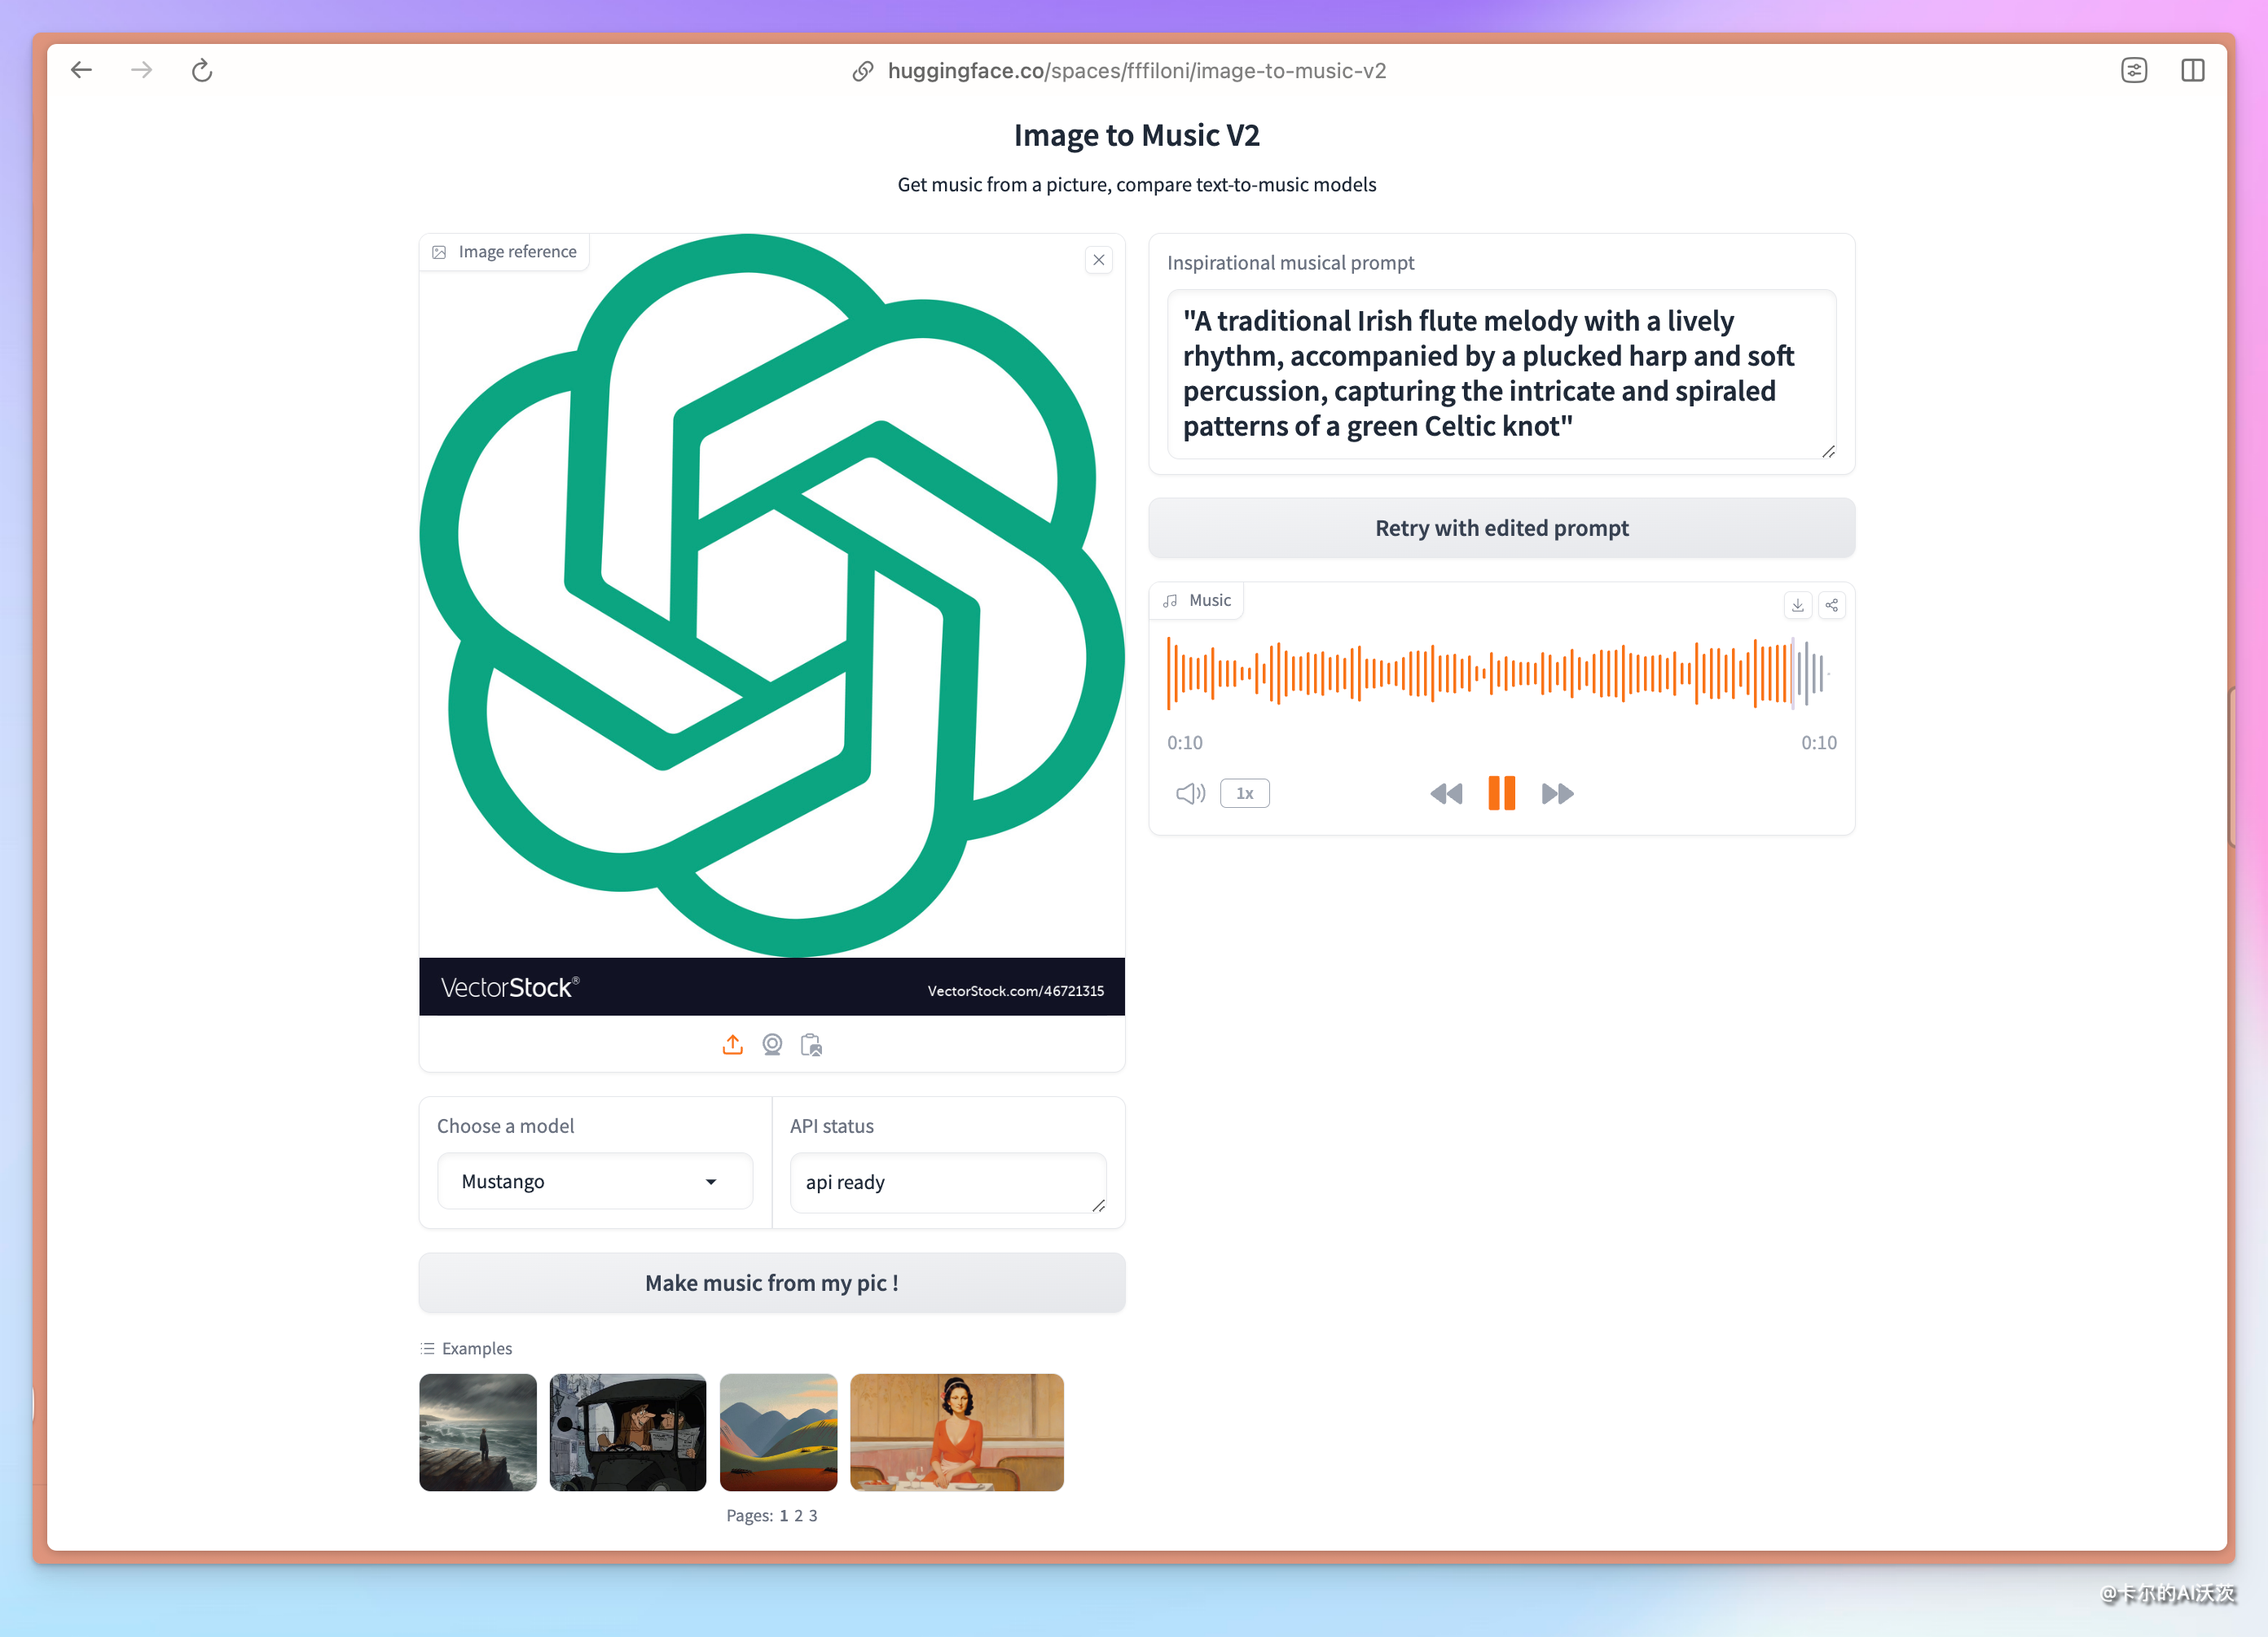 huggingface.co/spaces/fffiloni/image-to-music-v2
Image to Music V2
Get music from a picture, compare text-to-music models
Image reference
VectorStock®
VectorStock.com/46721315
Choose a model
Mustango
API status
api ready
Make music from my pic !
Examples
Pages: 1 2 3
Inspirational musical prompt
"A traditional Irish flute melody with a lively
rhythm, accompanied by a plucked harp and soft
percussion, capturing the intricate and spiraled
patterns of a green Celtic knot"
Retry with edited prompt
Music
0:10
0:10
1x
@卡尔的AI沃茨